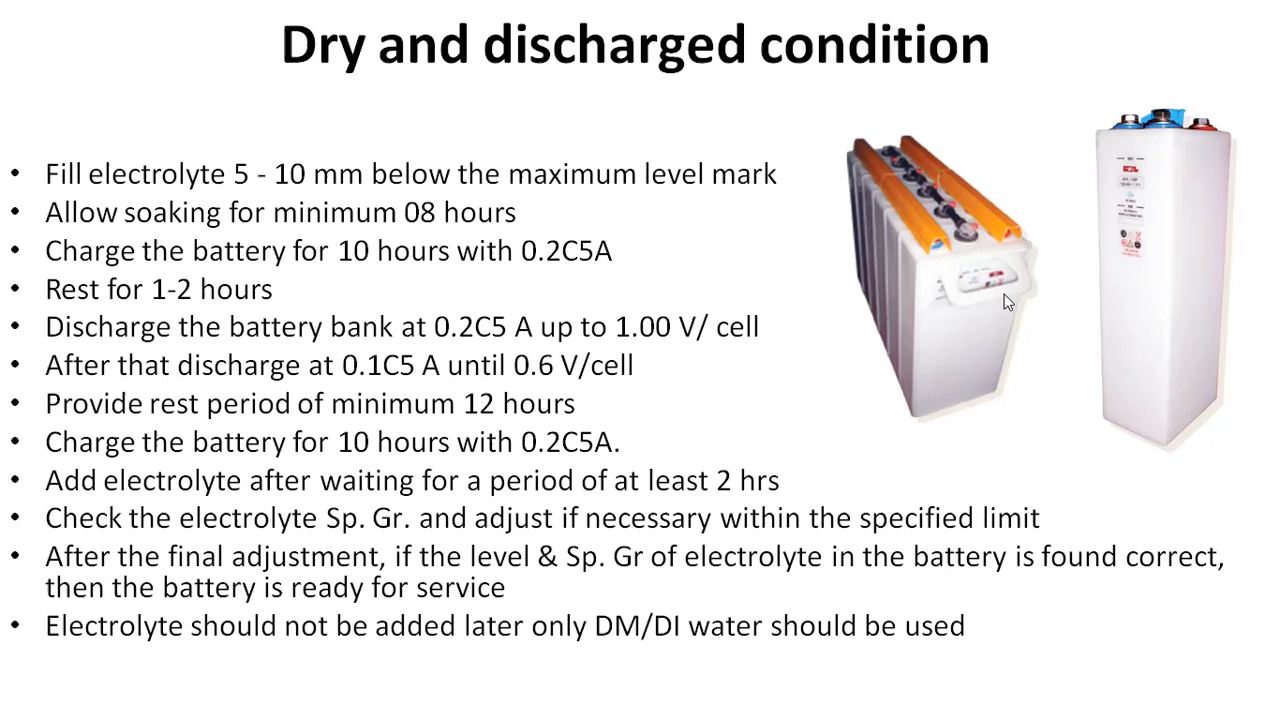 Dry and discharged condition
• Fill electrolyte 5 - 10 mm below the maximum level mark
• Allow soaking for minimum 08 hours
• Charge the battery for 10 hours with 0.2C5A
• Rest for 1-2 hours
• Discharge the battery bank at 0.2C5 A up to 1.00 V/ cell
• After that discharge at 0.1C5 A until 0.6 V/cell
• Provide rest period of minimum 12 hours
• Charge the battery for 10 hours with 0.2C5A.
• Add electrolyte after waiting for a period of at least 2 hrs
• Check the electrolyte Sp. Gr. and adjust if necessary within the specified limit
• After the final adjustment, if the level & Sp. Gr of electrolyte in the battery is found correct,
then the battery is ready for service
• Electrolyte should not be added later only DM/DI water should be used